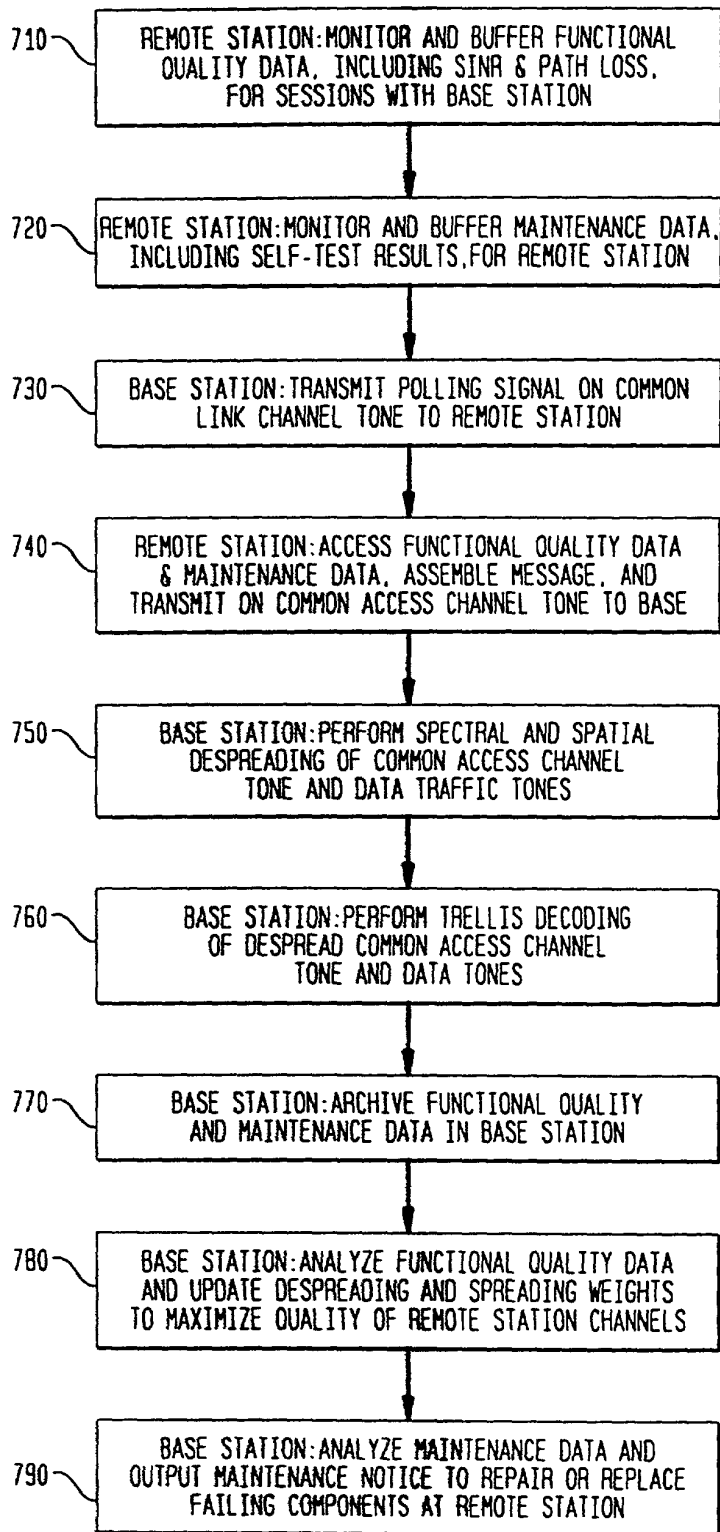 710
REMOTE STATION:MONITOR AND BUFFER FUNCTIONAL
QUALITY DATA, INCLUDING SINR & PATH LOSS,
FOR SESSIONS WITH BASE STATION
720
REMOTE STATION:MONITOR AND BUFFER MAINTENANCE DATA,
INCLUDING SELF-TEST RESULTS,FOR REMOTE STATION
730
BASE STATION:TRANSMIT POLLING SIGNAL ON COMMON
LINK CHANNEL TONE TO REMOTE STATION
740
REMOTE STATION:ACCESS FUNCTIONAL QUALITY DATA
& MAINTENANCE DATA, ASSEMBLE MESSAGE, AND
TRANSMIT ON COMMON ACCESS CHANNEL TONE TO BASE
750
BASE STATION:PERFORM SPECTRAL AND SPATIAL
DESPREADING OF COMMON ACCESS CHANNEL
TONE AND DATA TRAFFIC TONES
760
BASE STATION:PERFORM TRELLIS DECODING
OF DESPREAD COMMON ACCESS CHANNEL
TONE AND DATA TONES
770
BASE STATION:ARCHIVE FUNCTIONAL QUALITY
AND MAINTENANCE DATA IN BASE STATION
780
BASE STATION:ANALYZE FUNCTIONAL QUALITY DATA
AND UPDATE DESPREADING AND SPREADING WEIGHTS
TO MAXIMIZE QUALITY OF REMOTE STATION CHANNELS
790
BASE STATION:ANALYZE MAINTENANCE DATA AND
OUTPUT MAINTENANCE NOTICE TO REPAIR OR REPLACE
FAILING COMPONENTS AT REMOTE STATION